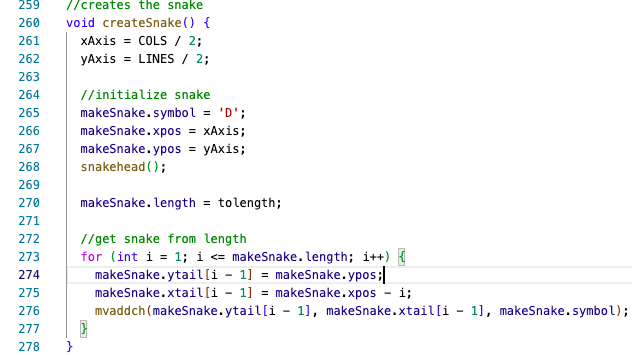 259 //creates the snake
260 void createSnake() {
261   xAxis = COLS / 2;
262   yAxis = LINES / 2;
263
264   //initialize snake
265   makeSnake.symbol = 'D';
266   makeSnake.xpos = xAxis;
267   makeSnake.ypos = yAxis;
268   snakehead();
269
270   makeSnake.length = tolength;
271
272   //get snake from length
273   for (int i = 1; i <= makeSnake.length; i++) {
274     makeSnake.ytail[i - 1] = makeSnake.ypos;
275     makeSnake.xtail[i - 1] = makeSnake.xpos - i;
276     mvaddch(makeSnake.ytail[i - 1], makeSnake.xtail[i - 1], makeSnake.symbol);
277   }
278 }